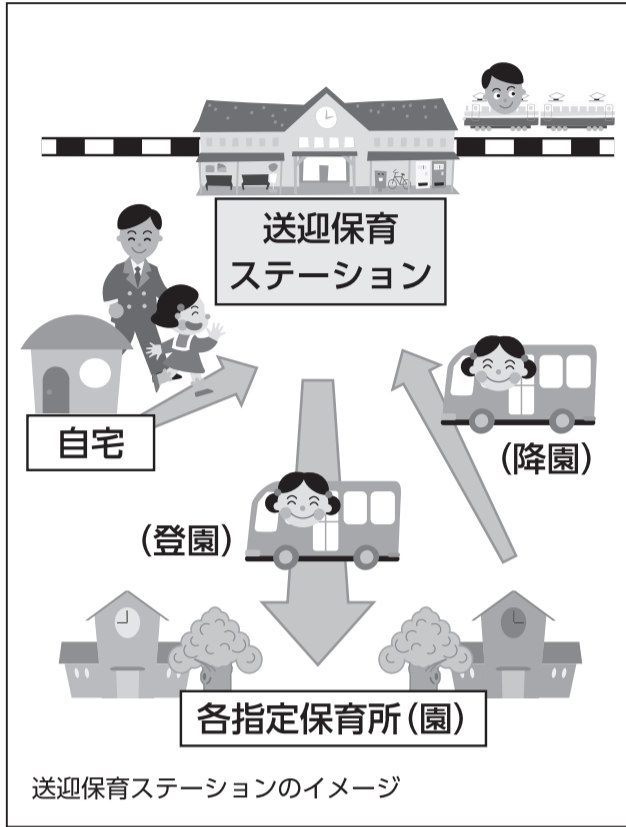 送迎保育
ステーション
自宅
(降園)
(登園)
各指定保育所(園)
送迎保育ステーションのイメージ